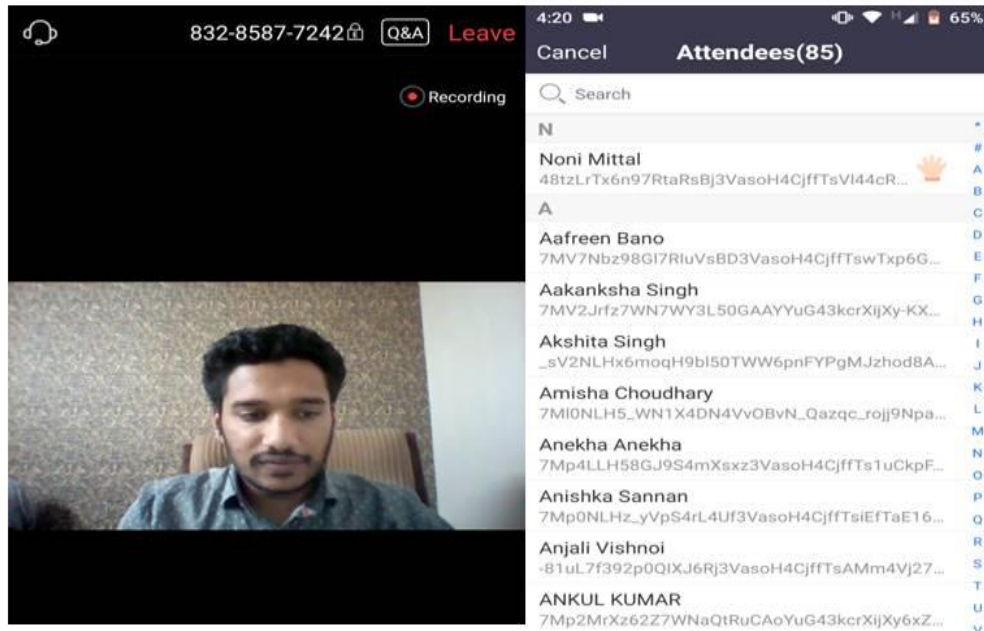 832-8587-7242 Q&A Leave
Recording
4:20 H 65%
Cancel Attendees(85)
Search
N
Noni Mittal
48tzLrTx6n97RtaRsBj3VasoH4CjffTsVl44cR...
A
Aafreen Bano
7MV7Nbz98Gl7RIuVsBD3VasoH4CjffTswTxp6G...
Aakanksha Singh
7MV2Jrfz7WN7WY3L50GAAYYuG43kcrXijXy-KX...
Akshita Singh
_sV2NLHx6moqH9bl50TWW6pnFYPgMJzhod8A...
Amisha Choudhary
7Ml0NLH5_WN1X4DN4VvOBvN_Qazqc_rojj9Npa...
Anekha Anekha
7Mp4LLH58GJ9S4mXsxz3VasoH4CjffTs1uCkpF...
Anishka Sannan
7Mp0NLHz_yVpS4rL4Uf3VasoH4CjffTsiEfTaE16...
Anjali Vishnoi
-81uL7f392p0QIXJ6Rj3VasoH4CjffTsAMm4Vj27...
ANKUL KUMAR
7Mp2MrXz62Z7WNaQtRuCAoYuG43kcrXijXy6xZ...
*
#
A
B
C
D
E
F
G
H
I
J
K
L
M
N
O
P
Q
R
S
T
U